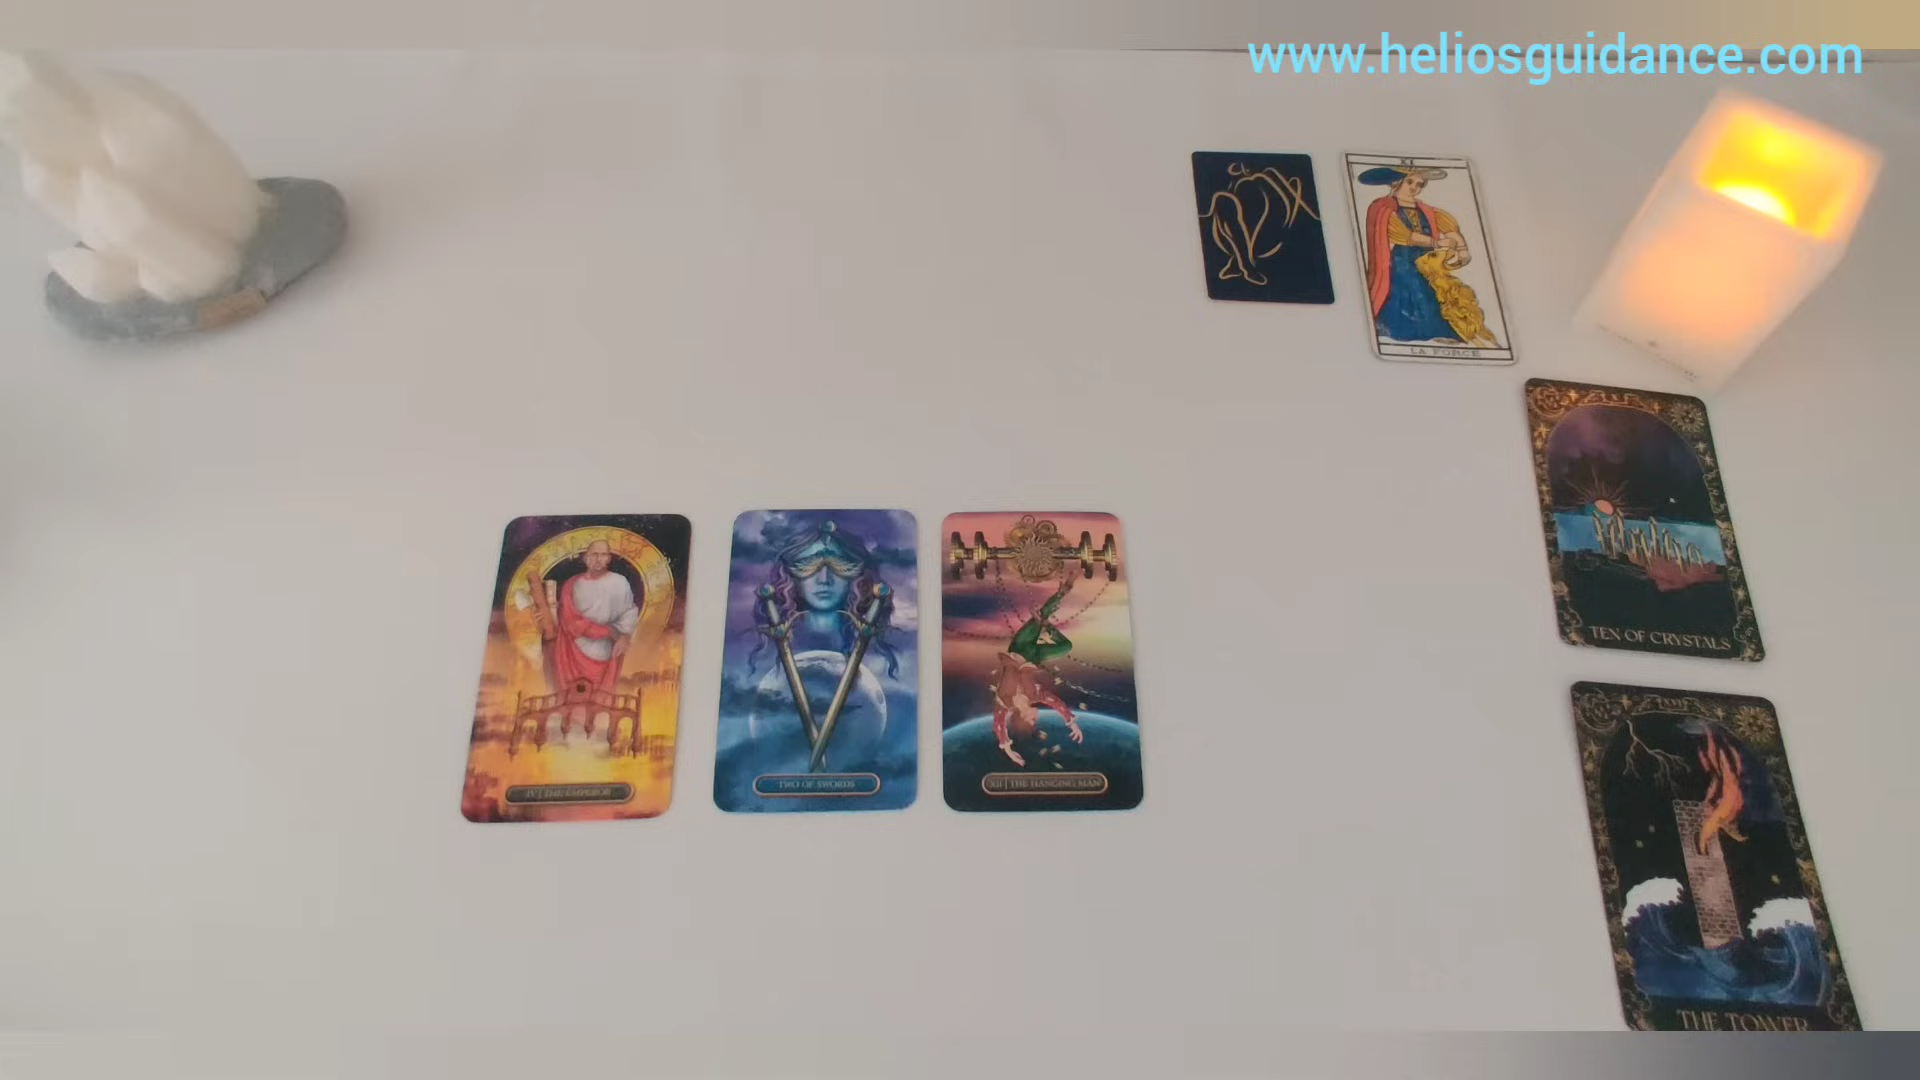 www.heliosguidance.com
XI
LA FORCE
TEN OF CRYSTALS
IV | THE EMPEROR
TWO OF SWORDS
XII | THE HANGING MAN
THE TOWER